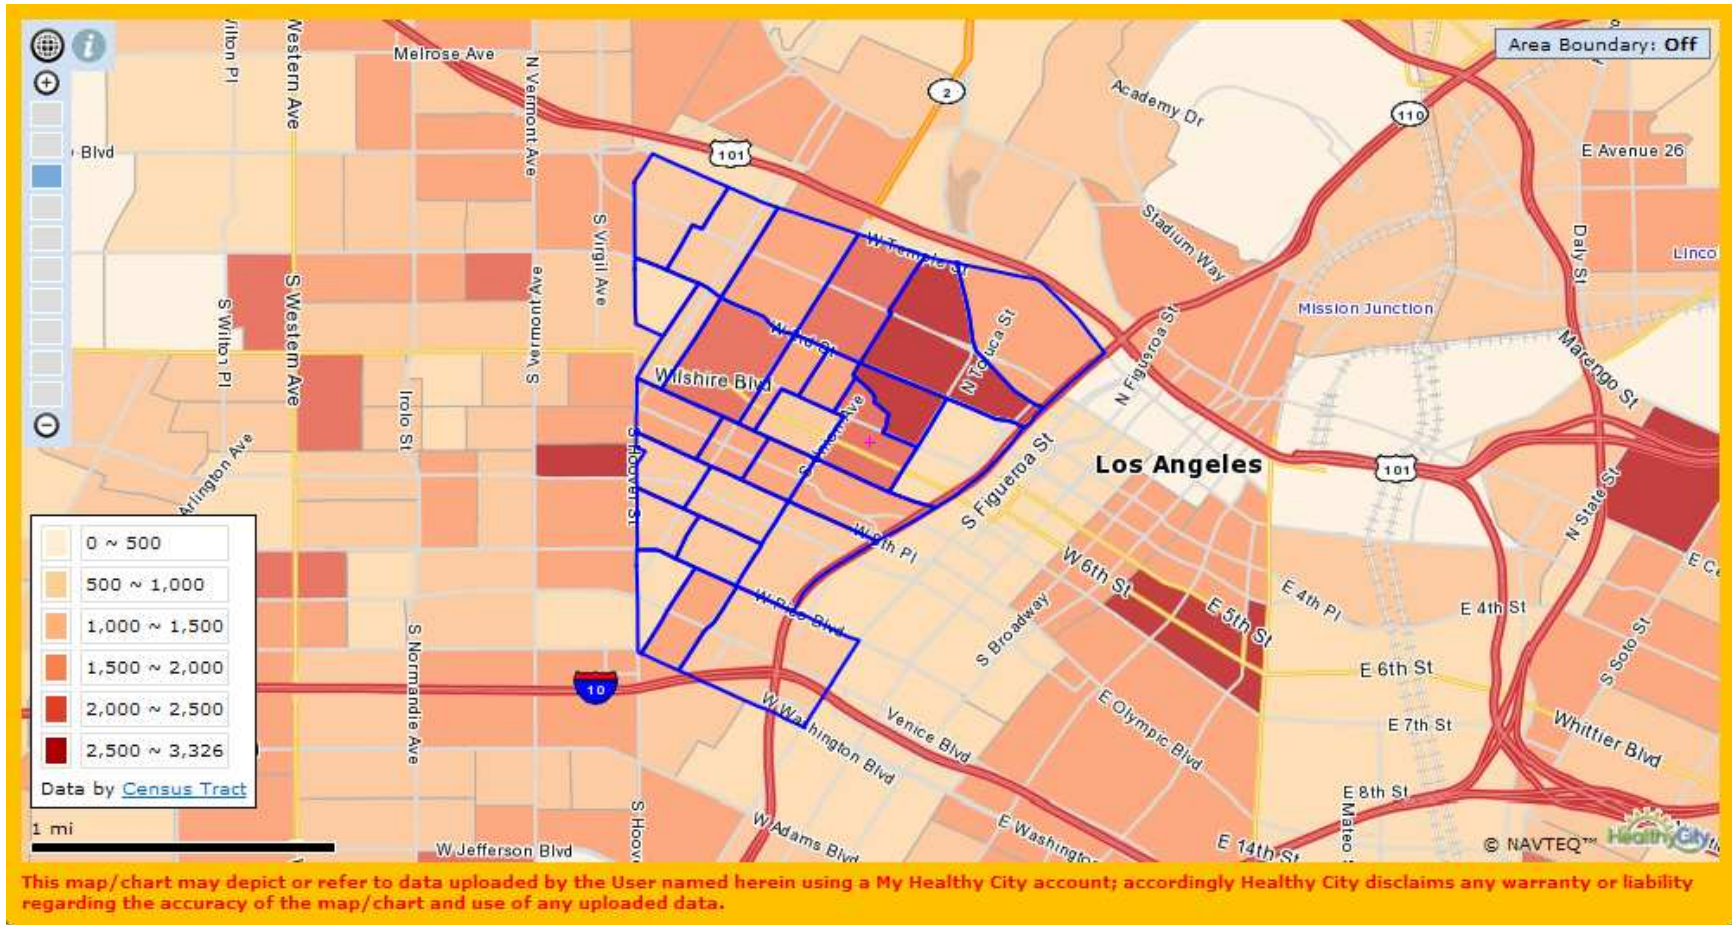 Area Boundary: Off
Wilton Pl
Western Ave
Melrose Ave
N Vermont Ave
2
Academy Dr
110
101
Blvd
E Avenue 26
S Virgil Ave
Stadium Way
Daly St
W Temple St
Linco
S Western Ave
S Wilton Pl
S Vermont Ave
Mission Junction
N Figueroa St
N Toluca St
W 3rd St
Marengo St
Wilshire Blvd
Irolo St
S Union Ave
Arlington Ave
S Hoover St
S Figueroa St
Los Angeles
101
N State St
W 9th Pl
W 6th St
E 5th St
E 4th Pl
E 4th St
S Broadway
W Pico Blvd
S Soto St
E 6th St
S Normandie Ave
10
W Washington Blvd
Venice Blvd
E Olympic Blvd
E 7th St
Whittier Blvd
E 8th St
0 ~ 500
500 ~ 1,000
1,000 ~ 1,500
1,500 ~ 2,000
2,000 ~ 2,500
2,500 ~ 3,326
Data by Census Tract
1 mi
W Jefferson Blvd
S Hoov
W Adams Blvd
E Washingto
E 14th St
Mateo
© NAVTEQ™
HealthyCity
This map/chart may depict or refer to data uploaded by the User named herein using a My Healthy City account; accordingly Healthy City disclaims any warranty or liability
regarding the accuracy of the map/chart and use of any uploaded data.